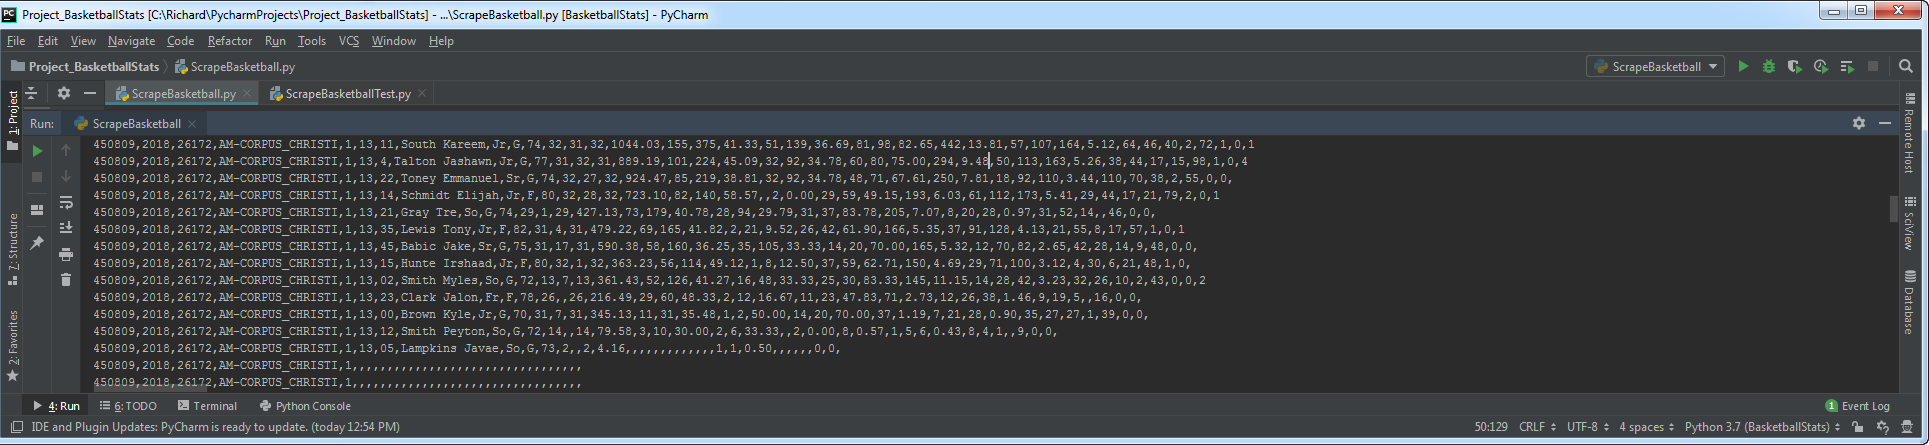 Project_BasketballStats [C:\Richard\PycharmProjects\Project_BasketballStats] - ...\ScrapeBasketball.py [BasketballStats] - PyCharm
File Edit View Navigate Code Refactor Run Tools VCS Window Help
Project_BasketballStats ScrapeBasketball.py ScrapeBasketball
1: Project ScrapeBasketball.py ScrapeBasketballTest.py
Run: ScrapeBasketball
450809,2018,26172,AM-CORPUS_CHRISTI,1,13,11,South Kareem,Jr,G,74,32,31,32,1044.03,155,375,41.33,51,139,36.69,81,98,82.65,442,13.81,57,107,164,5.12,64,46,40,2,72,1,0,1
450809,2018,26172,AM-CORPUS_CHRISTI,1,13,4,Talton Jashawn,Jr,G,77,31,32,31,889.19,101,224,45.09,32,92,34.78,60,80,75.00,294,9.48,50,113,163,5.26,38,44,17,15,98,1,0,4
450809,2018,26172,AM-CORPUS_CHRISTI,1,13,22,Toney Emmanuel,Sr,G,74,32,27,32,924.47,85,219,38.81,32,92,34.78,48,71,67.61,250,7.81,18,92,110,3.44,110,70,38,2,55,0,0,
450809,2018,26172,AM-CORPUS_CHRISTI,1,13,14,Schmidt Elijah,Jr,F,80,32,28,32,723.10,82,140,58.57,,2,0.00,29,59,49.15,193,6.03,61,112,173,5.41,29,44,17,21,79,2,0,1
450809,2018,26172,AM-CORPUS_CHRISTI,1,13,21,Gray Tre,So,G,74,29,1,29,427.13,73,179,40.78,28,94,29.79,31,37,83.78,205,7.07,8,20,28,0.97,31,52,14,,46,0,0,
450809,2018,26172,AM-CORPUS_CHRISTI,1,13,35,Lewis Tony,Jr,F,82,31,4,31,479.22,69,165,41.82,2,21,9.52,26,42,61.90,166,5.35,37,91,128,4.13,21,55,8,17,57,1,0,1
450809,2018,26172,AM-CORPUS_CHRISTI,1,13,45,Babic Jake,Sr,G,75,31,17,31,590.38,58,160,36.25,35,105,33.33,14,20,70.00,165,5.32,12,70,82,2.65,42,28,14,9,48,0,0,
450809,2018,26172,AM-CORPUS_CHRISTI,1,13,15,Hunte Irshaad,Jr,F,80,32,1,32,363.23,56,114,49.12,1,8,12.50,37,59,62.71,150,4.69,29,71,100,3.12,4,30,6,21,48,1,0,
450809,2018,26172,AM-CORPUS_CHRISTI,1,13,02,Smith Myles,So,G,72,13,7,13,361.43,52,126,41.27,16,48,33.33,25,30,83.33,145,11.15,14,28,42,3.23,32,26,10,2,43,0,0,2
450809,2018,26172,AM-CORPUS_CHRISTI,1,13,23,Clark Jalon,Fr,F,78,26,,26,216.49,29,60,48.33,2,12,16.67,11,23,47.83,71,2.73,12,26,38,1.46,9,19,5,,16,0,0,
450809,2018,26172,AM-CORPUS_CHRISTI,1,13,00,Brown Kyle,Jr,G,70,31,7,31,345.13,11,31,35.48,1,2,50.00,14,20,70.00,37,1.19,7,21,28,0.90,35,27,27,1,39,0,0,
450809,2018,26172,AM-CORPUS_CHRISTI,1,13,12,Smith Peyton,So,G,72,14,,14,79.58,3,10,30.00,2,6,33.33,,2,0.00,8,0.57,1,5,6,0.43,8,4,1,,9,0,0,
450809,2018,26172,AM-CORPUS_CHRISTI,1,13,05,Lampkins Javae,So,G,73,2,,2,4.16,,,,,,,,,,,,,1,1,0.50,,,,,,0,0,
450809,2018,26172,AM-CORPUS_CHRISTI,1,,,,,,,,,,,,,,,,,,,,,,,,,,,,,,,,,
450809,2018,26172,AM-CORPUS_CHRISTI,1,,,,,,,,,,,,,,,,,,,,,,,,,,,,,,,,,
7: Structure
2: Favorites
Remote Host
SciView
Database
4: Run 6: TODO Terminal Python Console 1 Event Log
IDE and Plugin Updates: PyCharm is ready to update. (today 12:54 PM) 50:129 CRLF UTF-8 4 spaces Python 3.7 (BasketballStats)